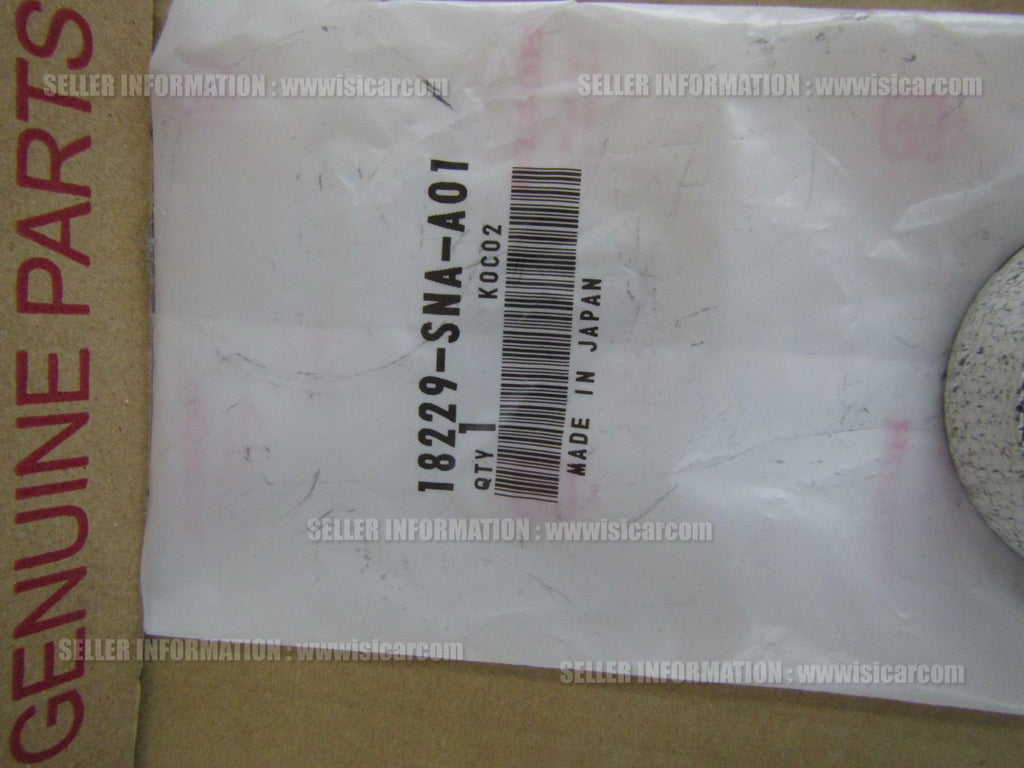 GENUINE PARTS
18229-SNA-A01
QTY 1 KOC02
MADE IN JAPAN
SELLER INFORMATION : wwwisicarcom
SELLER INFORMATION : wwwisicarcom
SELLER INFORMATION : wwwisicarcom
SELLER INFORMATION : wwwisicarcom
SELLER INFORMATION : wwwisicarcom